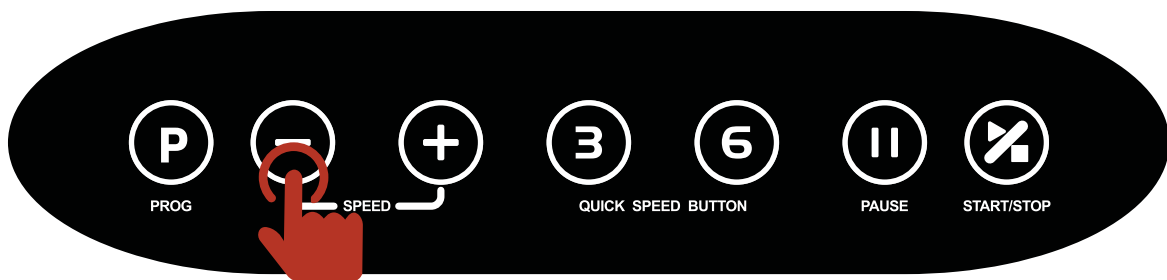 P − + 3 6
PROG SPEED QUICK SPEED BUTTON PAUSE START/STOP